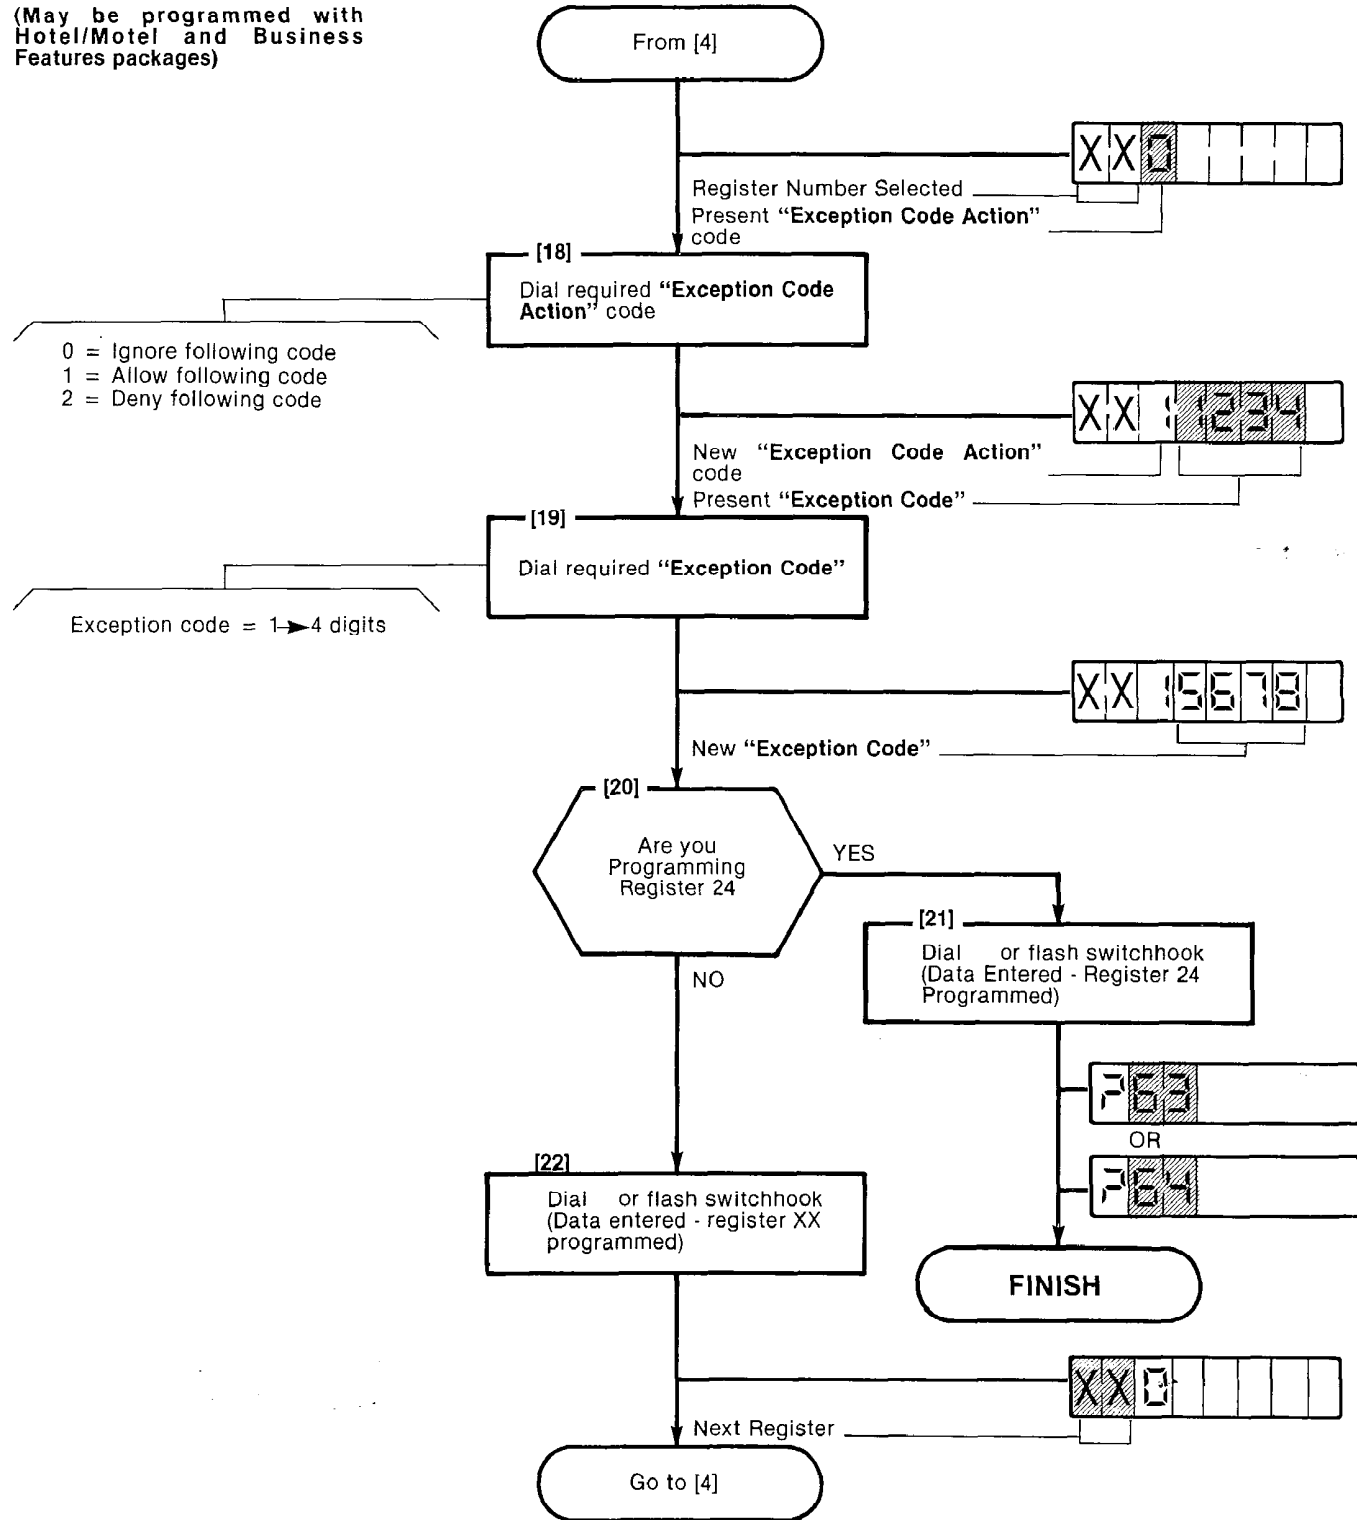 (May be programmed with
Hotel/Motel and Business
Features packages)
From [4]
XX0
Register Number Selected
Present “Exception Code Action”
code
[18]
Dial required “Exception Code
Action” code
0 = Ignore following code
1 = Allow following code
2 = Deny following code
XX11234
New “Exception Code Action”
code
Present “Exception Code”
[19]
Dial required “Exception Code”
Exception code = 1→4 digits
XX15678
New “Exception Code”
[20]
Are you
Programming
Register 24
YES
NO
[21]
Dial or flash switchhook
(Data Entered - Register 24
Programmed)
P63
OR
P64
FINISH
[22]
Dial or flash switchhook
(Data entered - register XX
programmed)
XX0
Next Register
Go to [4]